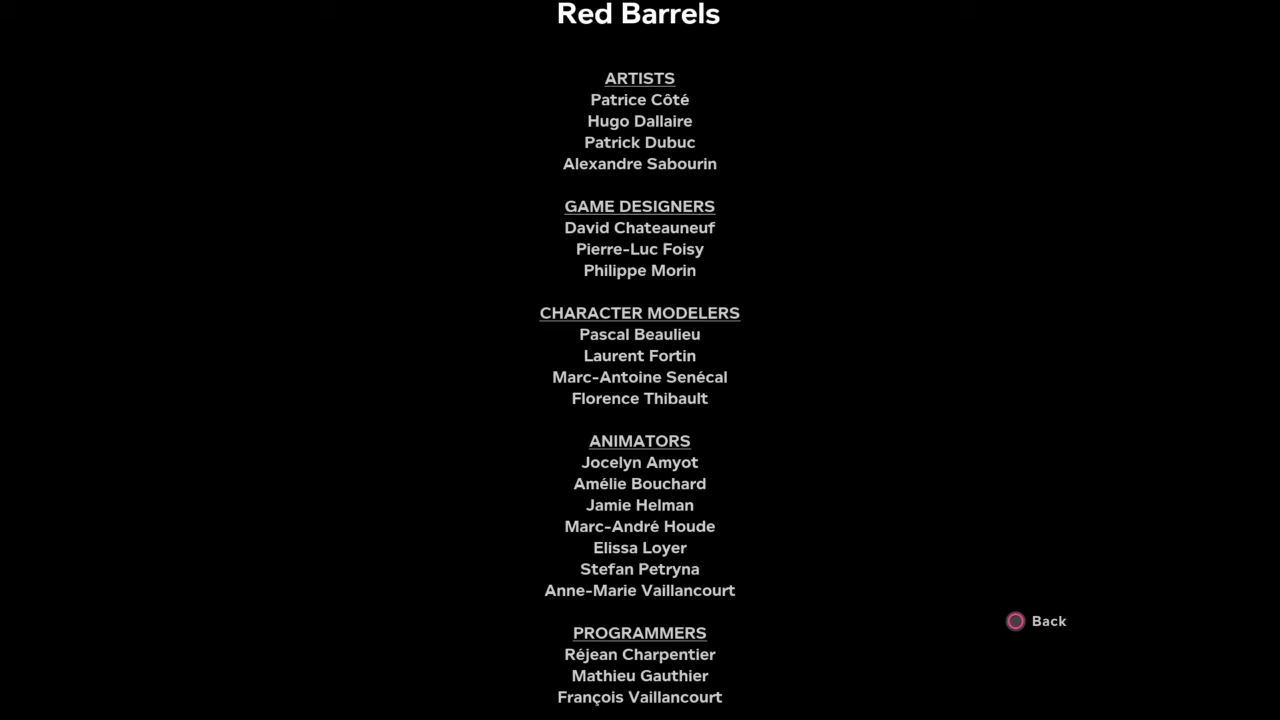 Red Barrels
ARTISTS
Patrice Côté
Hugo Dallaire
Patrick Dubuc
Alexandre Sabourin
GAME DESIGNERS
David Chateauneuf
Pierre-Luc Foisy
Philippe Morin
CHARACTER MODELERS
Pascal Beaulieu
Laurent Fortin
Marc-Antoine Senécal
Florence Thibault
ANIMATORS
Jocelyn Amyot
Amélie Bouchard
Jamie Helman
Marc-André Houde
Elissa Loyer
Stefan Petryna
Anne-Marie Vaillancourt
Back
PROGRAMMERS
Réjean Charpentier
Mathieu Gauthier
François Vaillancourt